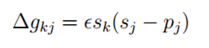 Δg_{kj} = ϵs_k(s_j − p_j)